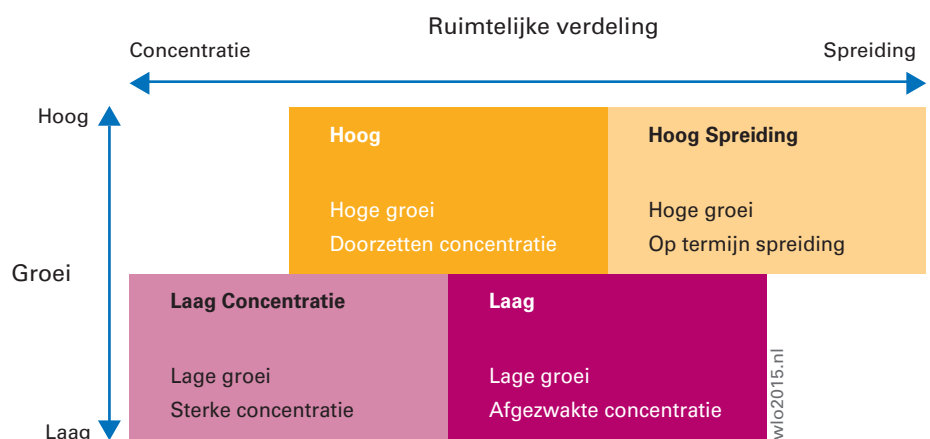 Ruimtelijke verdeling
Concentratie
Spreiding
Hoog
Groei
Laag
Hoog
Hoge groei
Doorzetten concentratie
Hoog Spreiding
Hoge groei
Op termijn spreiding
Laag Concentratie
Lage groei
Sterke concentratie
Laag
Lage groei
Afgezwakte concentratie
wlo2015.nl